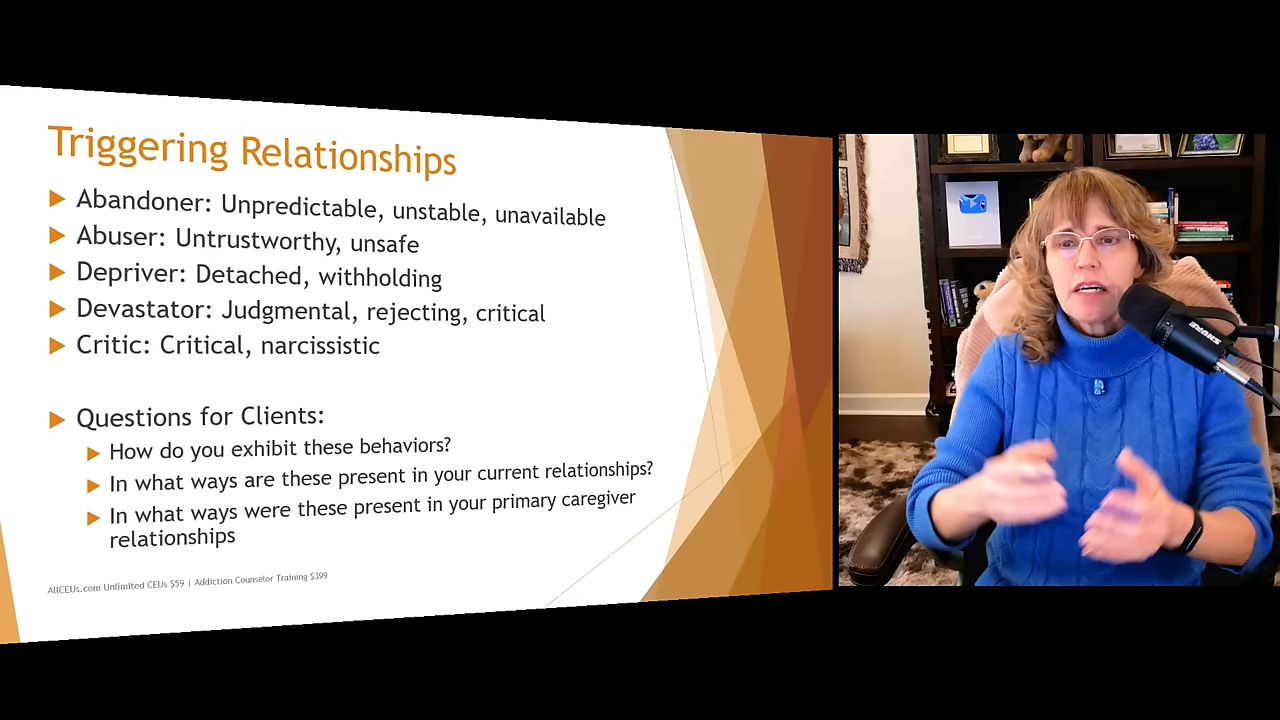 Triggering Relationships
Abandoner: Unpredictable, unstable, unavailable
Abuser: Untrustworthy, unsafe
Depriver: Detached, withholding
Devastator: Judgmental, rejecting, critical
Critic: Critical, narcissistic
Questions for Clients:
How do you exhibit these behaviors?
In what ways are these present in your current relationships?
In what ways were these present in your primary caregiver
relationships
AllCEUs.com Unlimited CEUs $59 | Addiction Counselor Training $399
SHURE